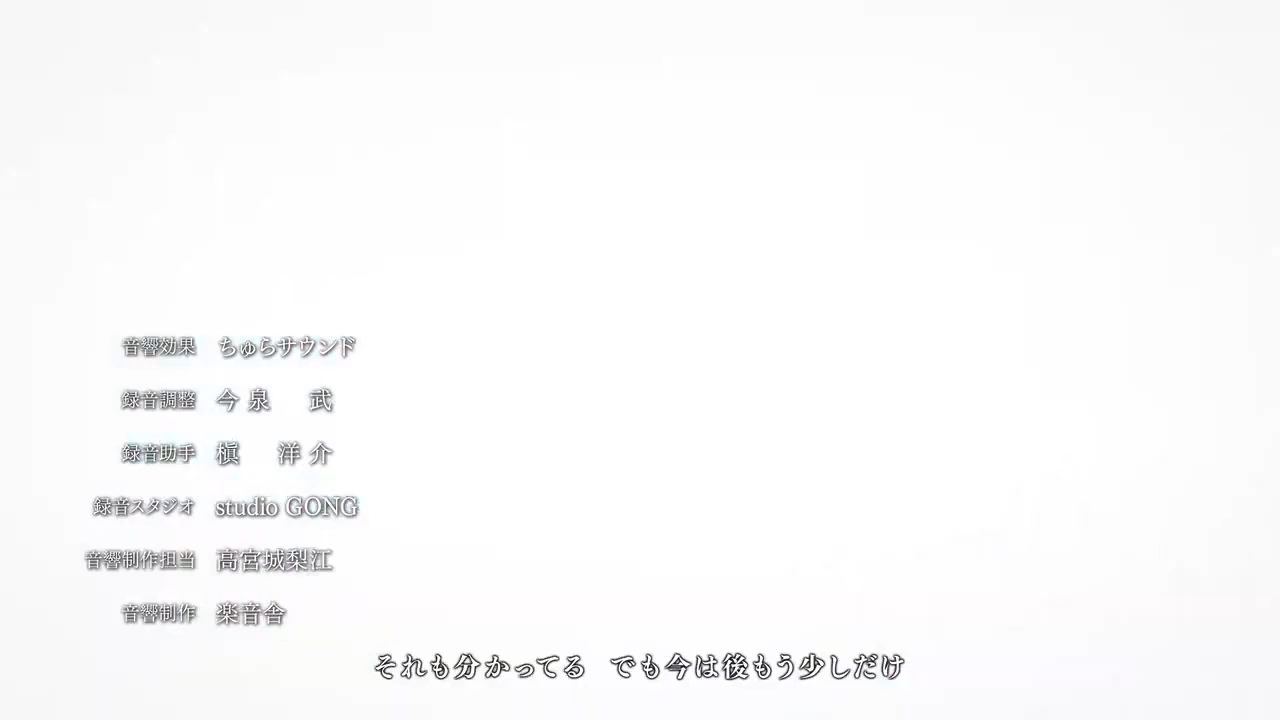 音響効果 ちゅらサウンド
録音調整 今泉 武
録音助手 槇 洋介
録音スタジオ studio GONG
音響制作担当 高宮城梨江
音響制作 楽音舎
それも分かってる でも今は後もう少しだけ